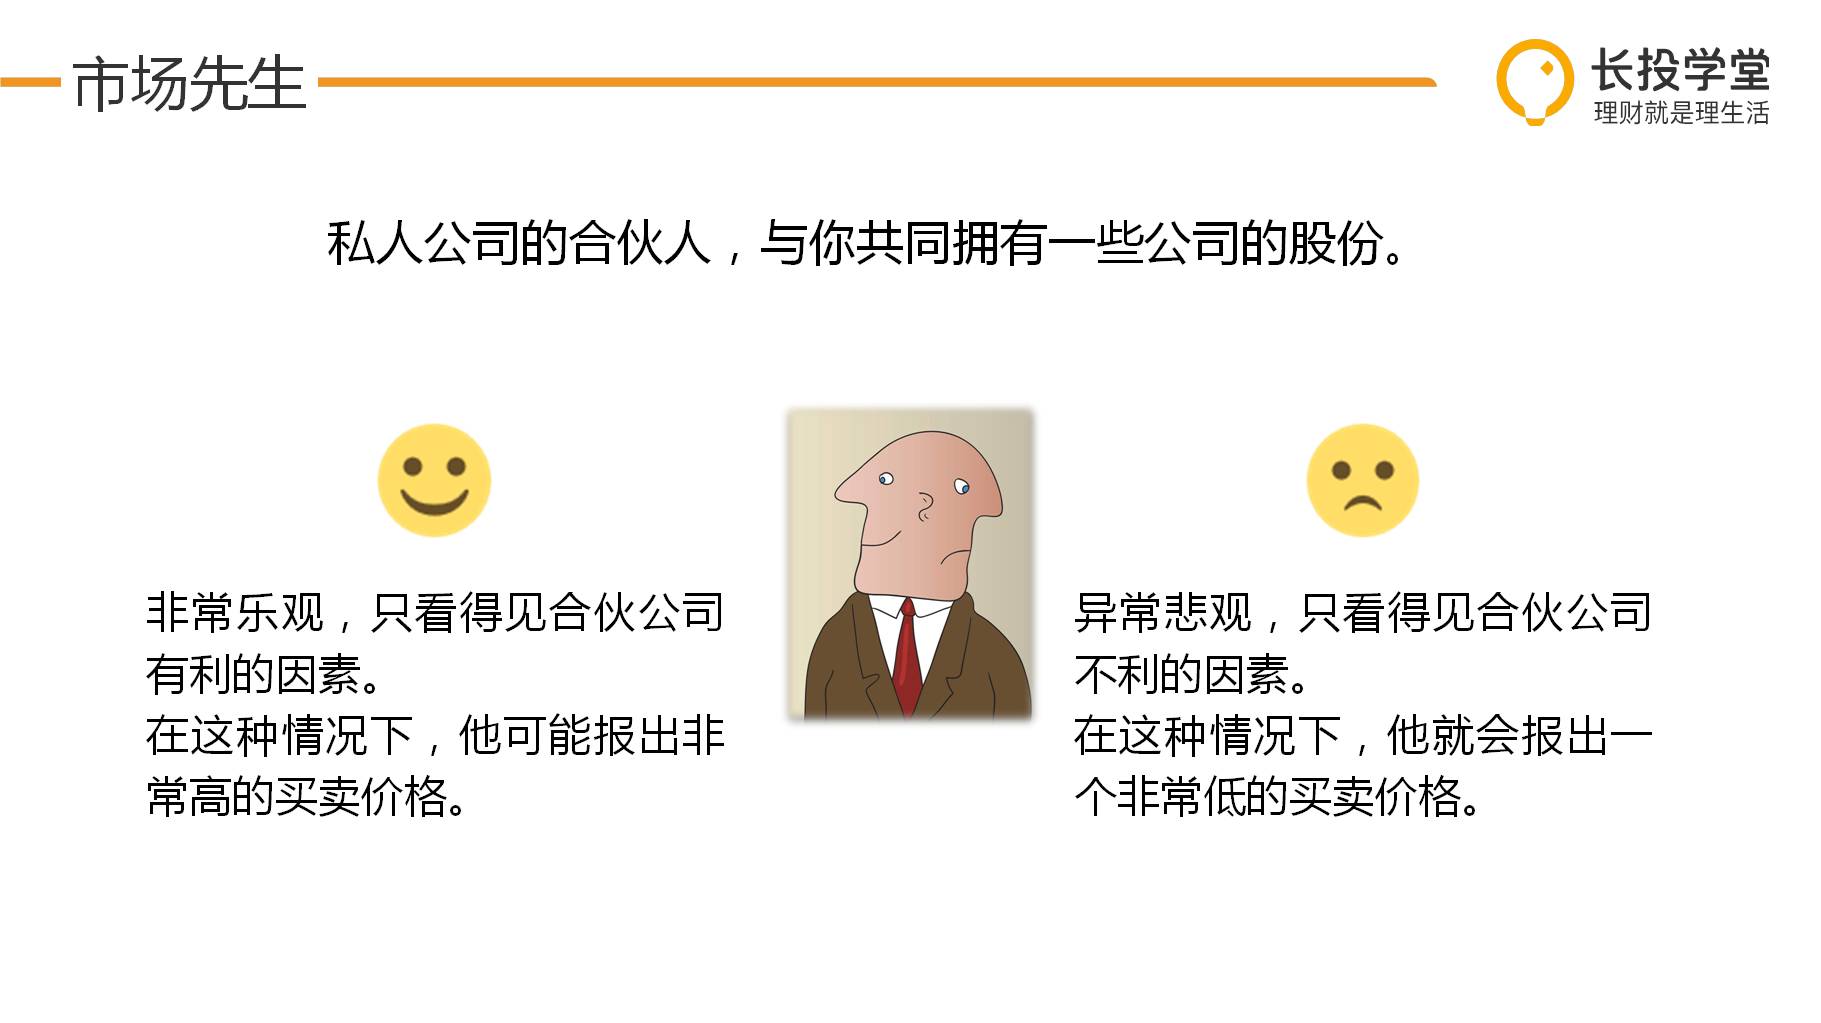 市场先生
长投学堂
理财就是理生活
私人公司的合伙人，与你共同拥有一些公司的股份。
非常乐观，只看得见合伙公司
有利的因素。
在这种情况下，他可能报出非
常高的买卖价格。
异常悲观，只看得见合伙公司
不利的因素。
在这种情况下，他就会报出一
个非常低的买卖价格。